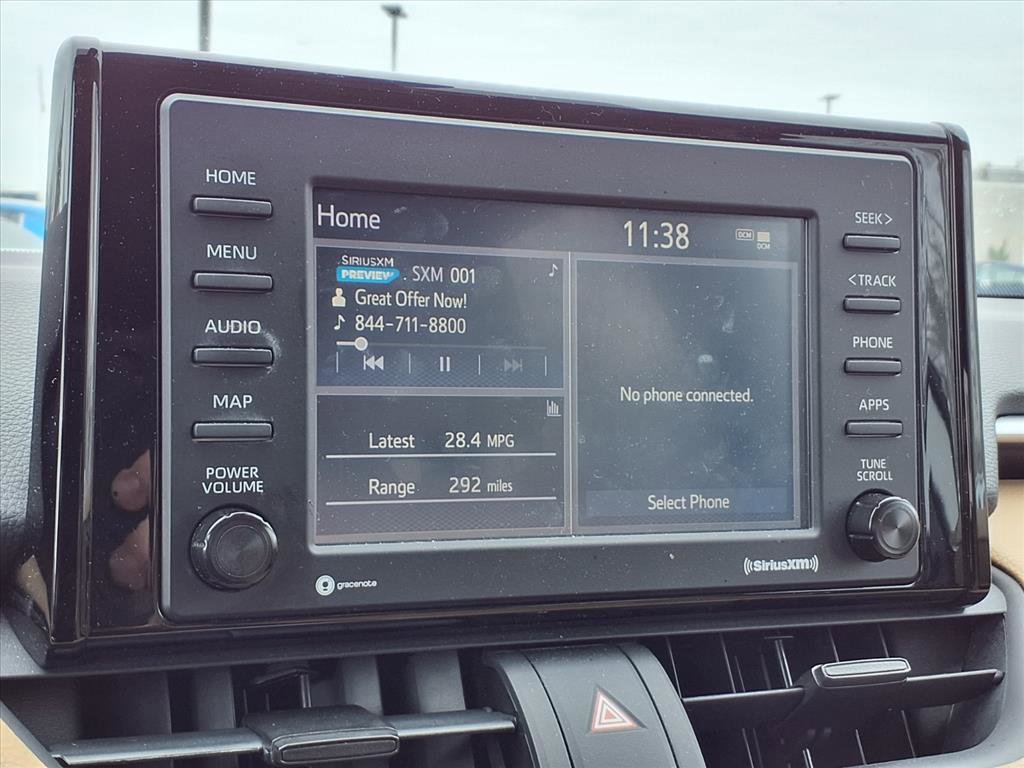 HOME
MENU
AUDIO
MAP
POWER
VOLUME
Home
11:38
DCM
DCM
SIRIUSXM
PREVIEW
. SXM 001
Great Offer Now!
844-711-8800
Latest 28.4 MPG
Range 292 miles
No phone connected.
Select Phone
SEEK>
<TRACK
PHONE
APPS
TUNE
SCROLL
gracenote
((SiriusXM))